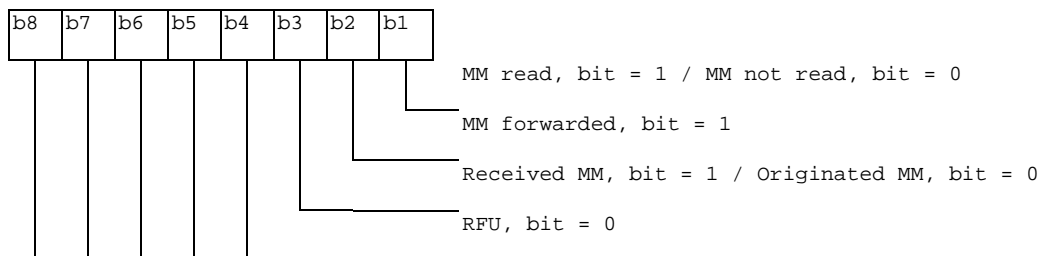 b8 b7 b6 b5 b4 b3 b2 b1
MM read, bit = 1 / MM not read, bit = 0
MM forwarded, bit = 1
Received MM, bit = 1 / Originated MM, bit = 0
RFU, bit = 0